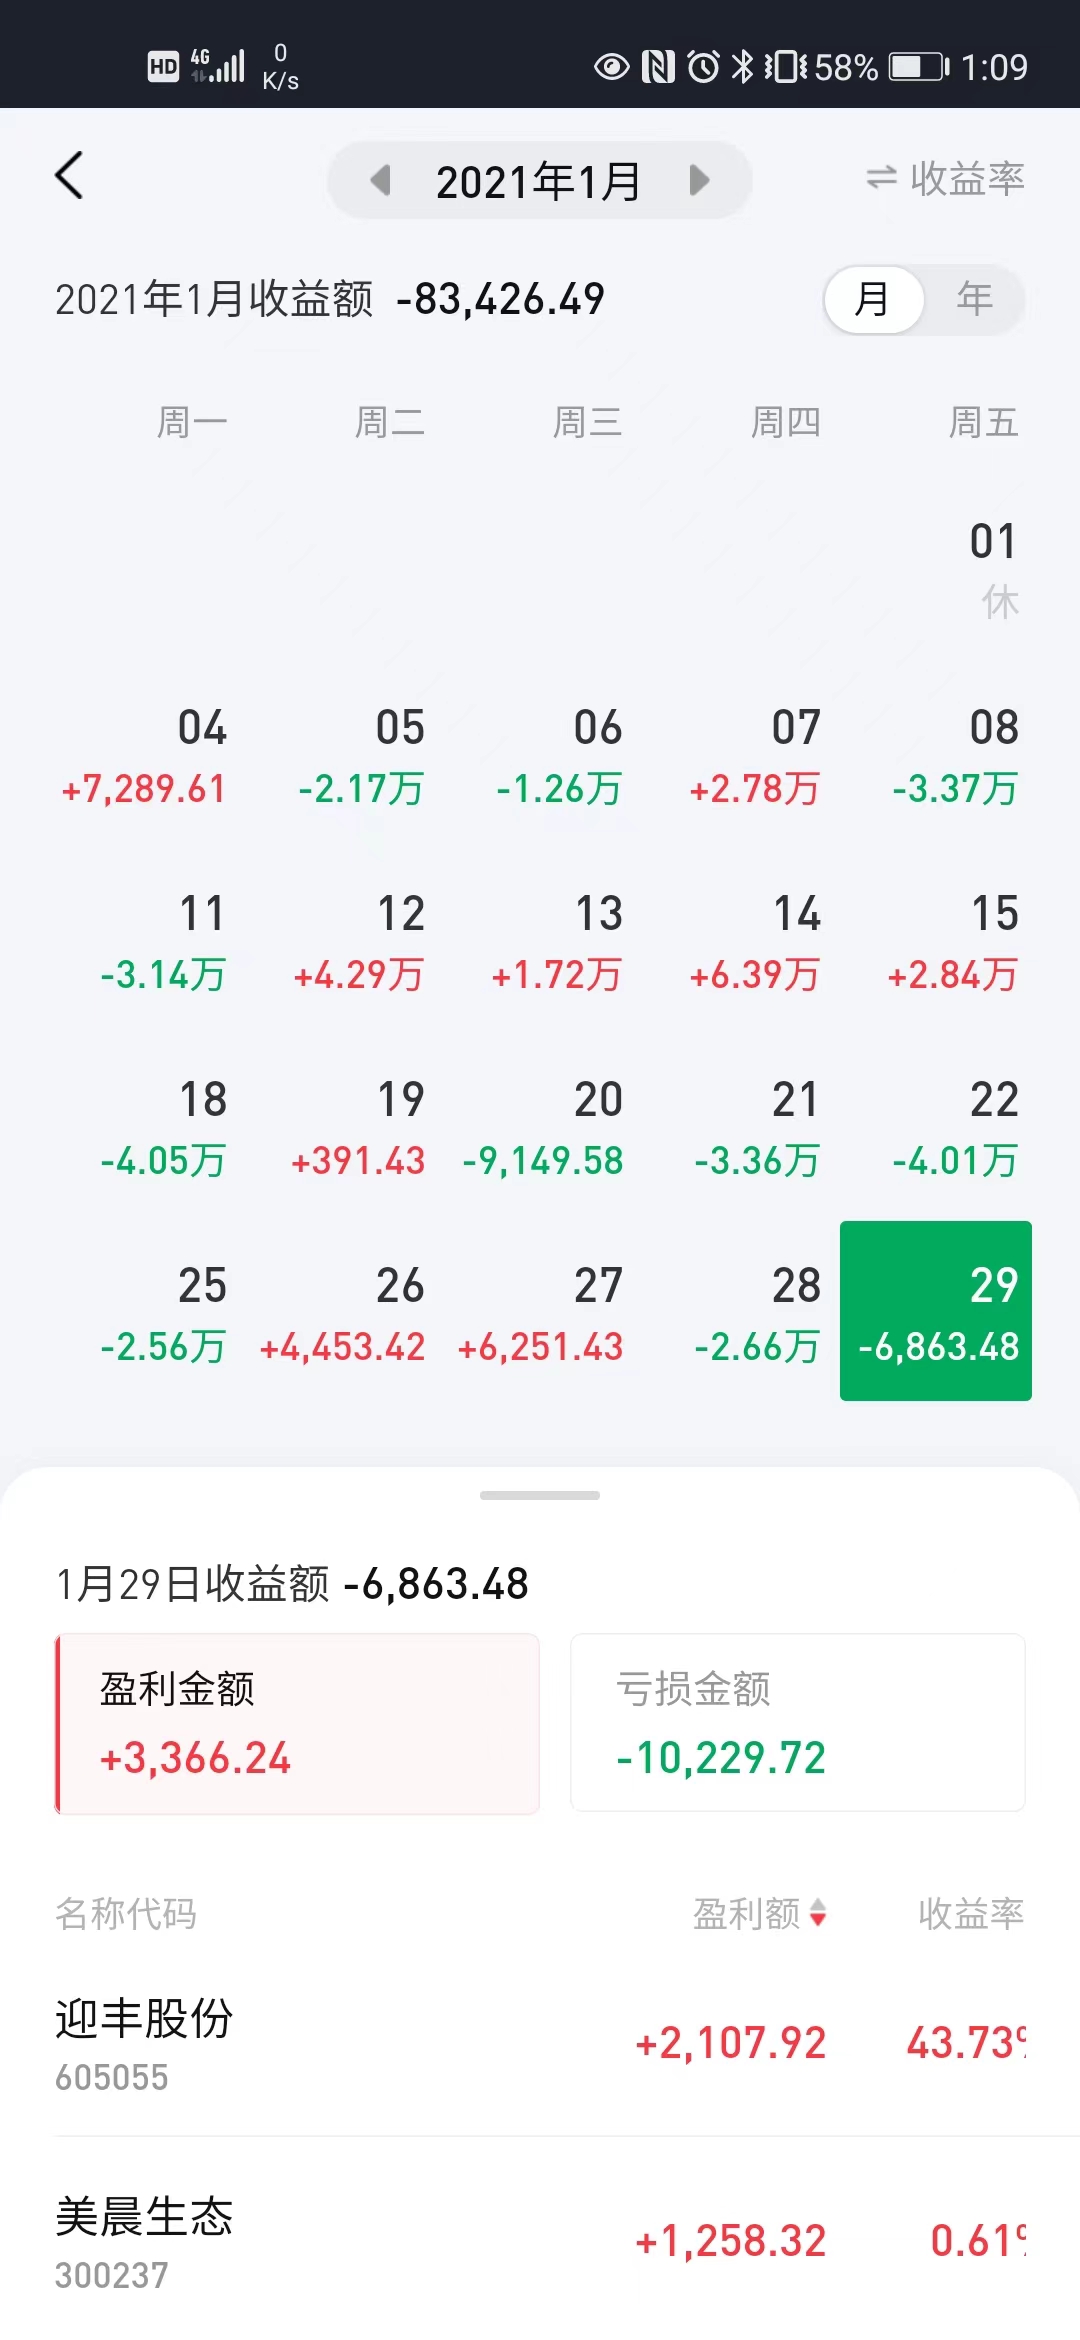 HD 4G 0 K/s 58% 1:09
2021年1月 收益率
2021年1月收益额 -83,426.49 月 年
周一 周二 周三 周四 周五
01
休
04 05 06 07 08
+7,289.61 -2.17万 -1.26万 +2.78万 -3.37万
11 12 13 14 15
-3.14万 +4.29万 +1.72万 +6.39万 +2.84万
18 19 20 21 22
-4.05万 +391.43 -9,149.58 -3.36万 -4.01万
25 26 27 28 29
-2.56万 +4,453.42 +6,251.43 -2.66万 -6,863.48
1月29日收益额 -6,863.48
盈利金额 亏损金额
+3,366.24 -10,229.72
名称代码 盈利额 收益率
迎丰股份 +2,107.92 43.73%
605055
美晨生态 +1,258.32 0.61%
300237